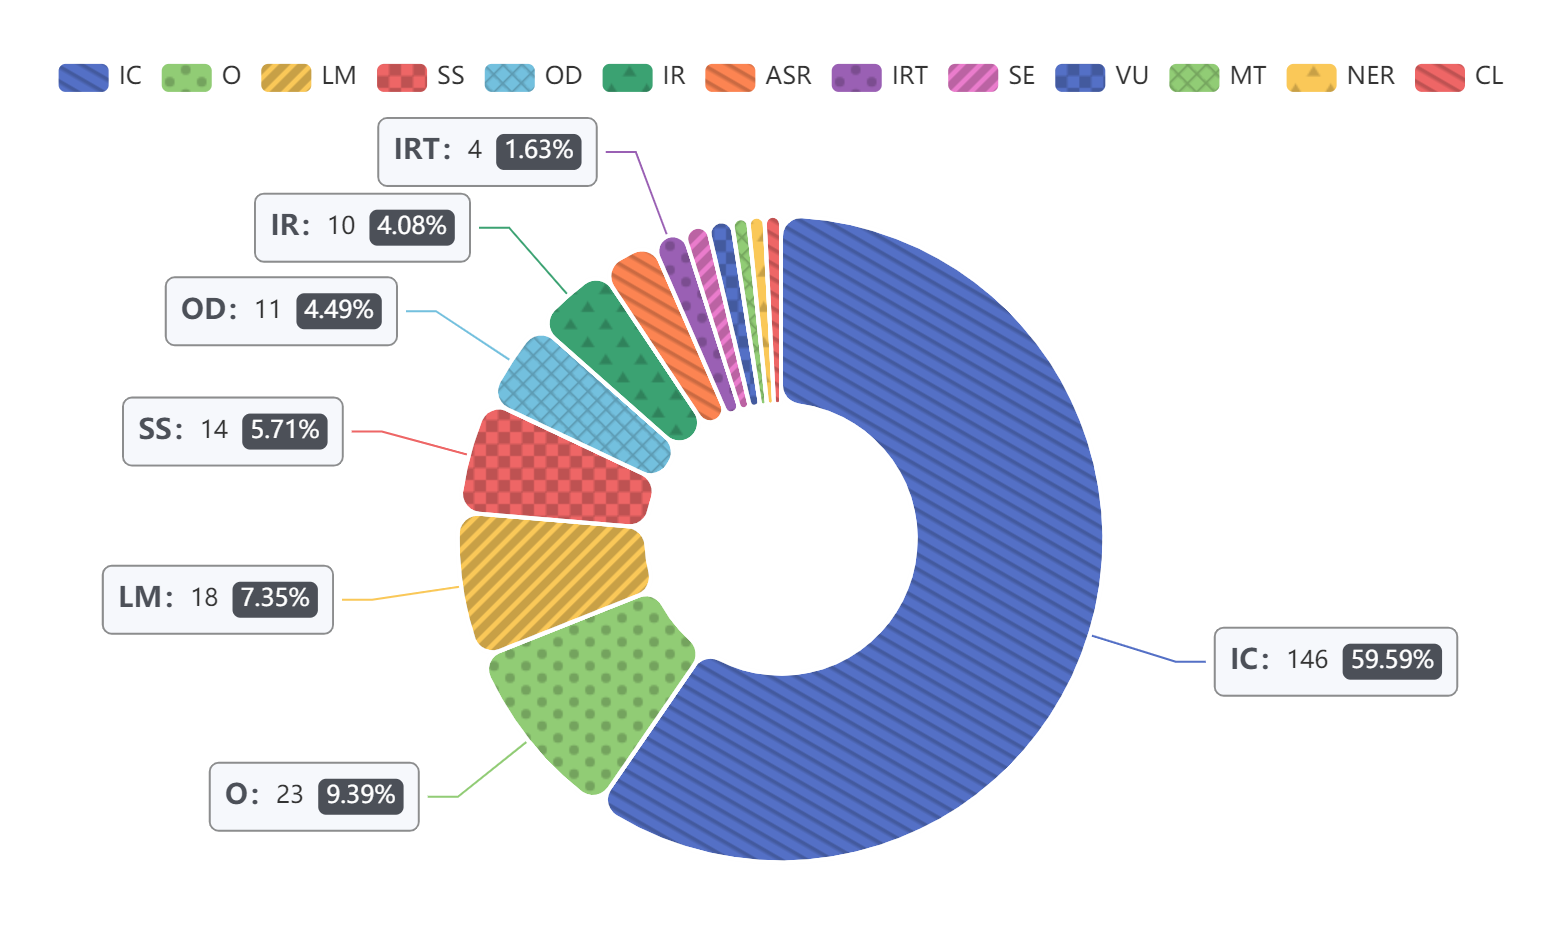 IC O LM SS OD IR ASR IRT SE VU MT NER CL
IRT: 4 1.63%
IR: 10 4.08%
OD: 11 4.49%
SS: 14 5.71%
LM: 18 7.35%
IC: 146 59.59%
O: 23 9.39%